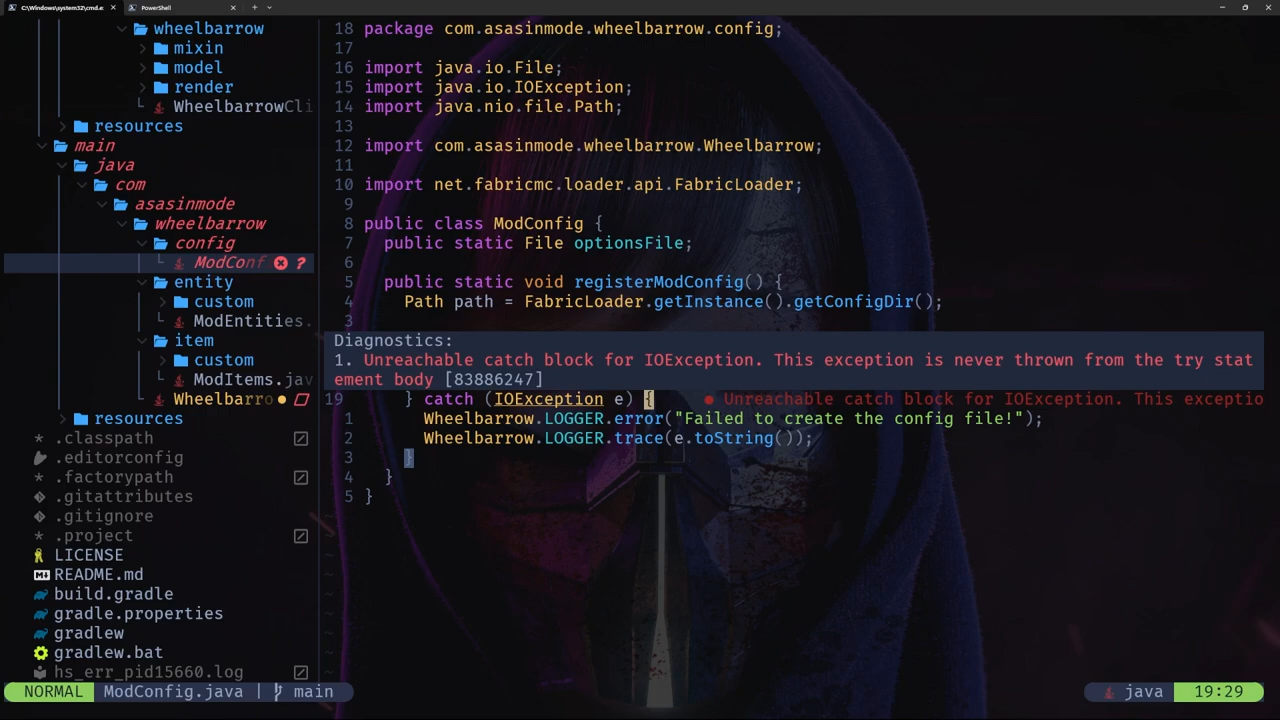 C:\Windows\system32\cmd.e
PowerShell
wheelbarrow
mixin
model
render
WheelbarrowCli
resources
main
java
com
asasinmode
wheelbarrow
config
ModConf ?
entity
custom
ModEntities.
item
custom
ModItems.jav
Wheelbarro
resources
.classpath
.editorconfig
.factorypath
.gitattributes
.gitignore
.project
LICENSE
README.md
build.gradle
gradle.properties
gradlew
gradlew.bat
hs_err_pid15660.log
18 package com.asasinmode.wheelbarrow.config;
17
16 import java.io.File;
15 import java.io.IOException;
14 import java.nio.file.Path;
13
12 import com.asasinmode.wheelbarrow.Wheelbarrow;
11
10 import net.fabricmc.loader.api.FabricLoader;
9
8 public class ModConfig {
7 public static File optionsFile;
6
5 public static void registerModConfig() {
4 Path path = FabricLoader.getInstance().getConfigDir();
3
Diagnostics:
1. Unreachable catch block for IOException. This exception is never thrown from the try stat
ement body [83886247]
19 } catch (IOException e) { ● Unreachable catch block for IOException. This exceptio
1 Wheelbarrow.LOGGER.error("Failed to create the config file!");
2 Wheelbarrow.LOGGER.trace(e.toString());
3 }
4 }
5 }
NORMAL ModConfig.java | main java 19:29